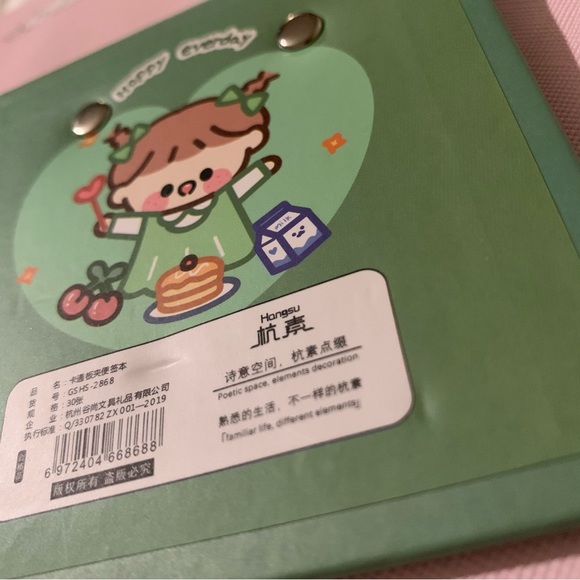 Happy everday
MILK
Hangsu
杭素
诗意空间，杭素点缀
Poetic space, elements decoration
熟悉的生活，不一样的杭素
「familiar life, different elements」
品 名：卡通板夹便签本
货 号：GSHS-2868
规 格：30张
企 业：杭州谷尚文具礼品有限公司
执行标准：Q/330782 ZX 001—2019
6 972404 668688
版权所有 盗版必究